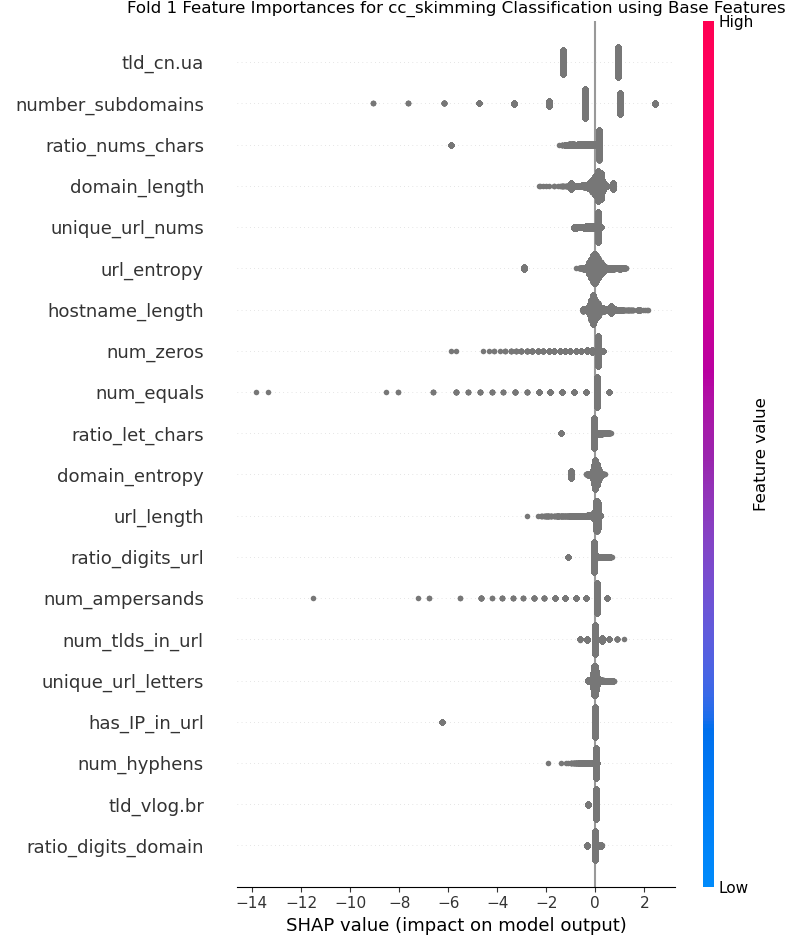 Fold 1 Feature Importances for cc_skimming Classification using Base Features
High
tld_cn.ua
number_subdomains
ratio_nums_chars
domain_length
unique_url_nums
url_entropy
hostname_length
num_zeros
num_equals
ratio_let_chars
domain_entropy
url_length
ratio_digits_url
num_ampersands
num_tlds_in_url
unique_url_letters
has_IP_in_url
num_hyphens
tld_vlog.br
ratio_digits_domain
Feature value
Low
−14 −12 −10 −8 −6 −4 −2 0 2
SHAP value (impact on model output)